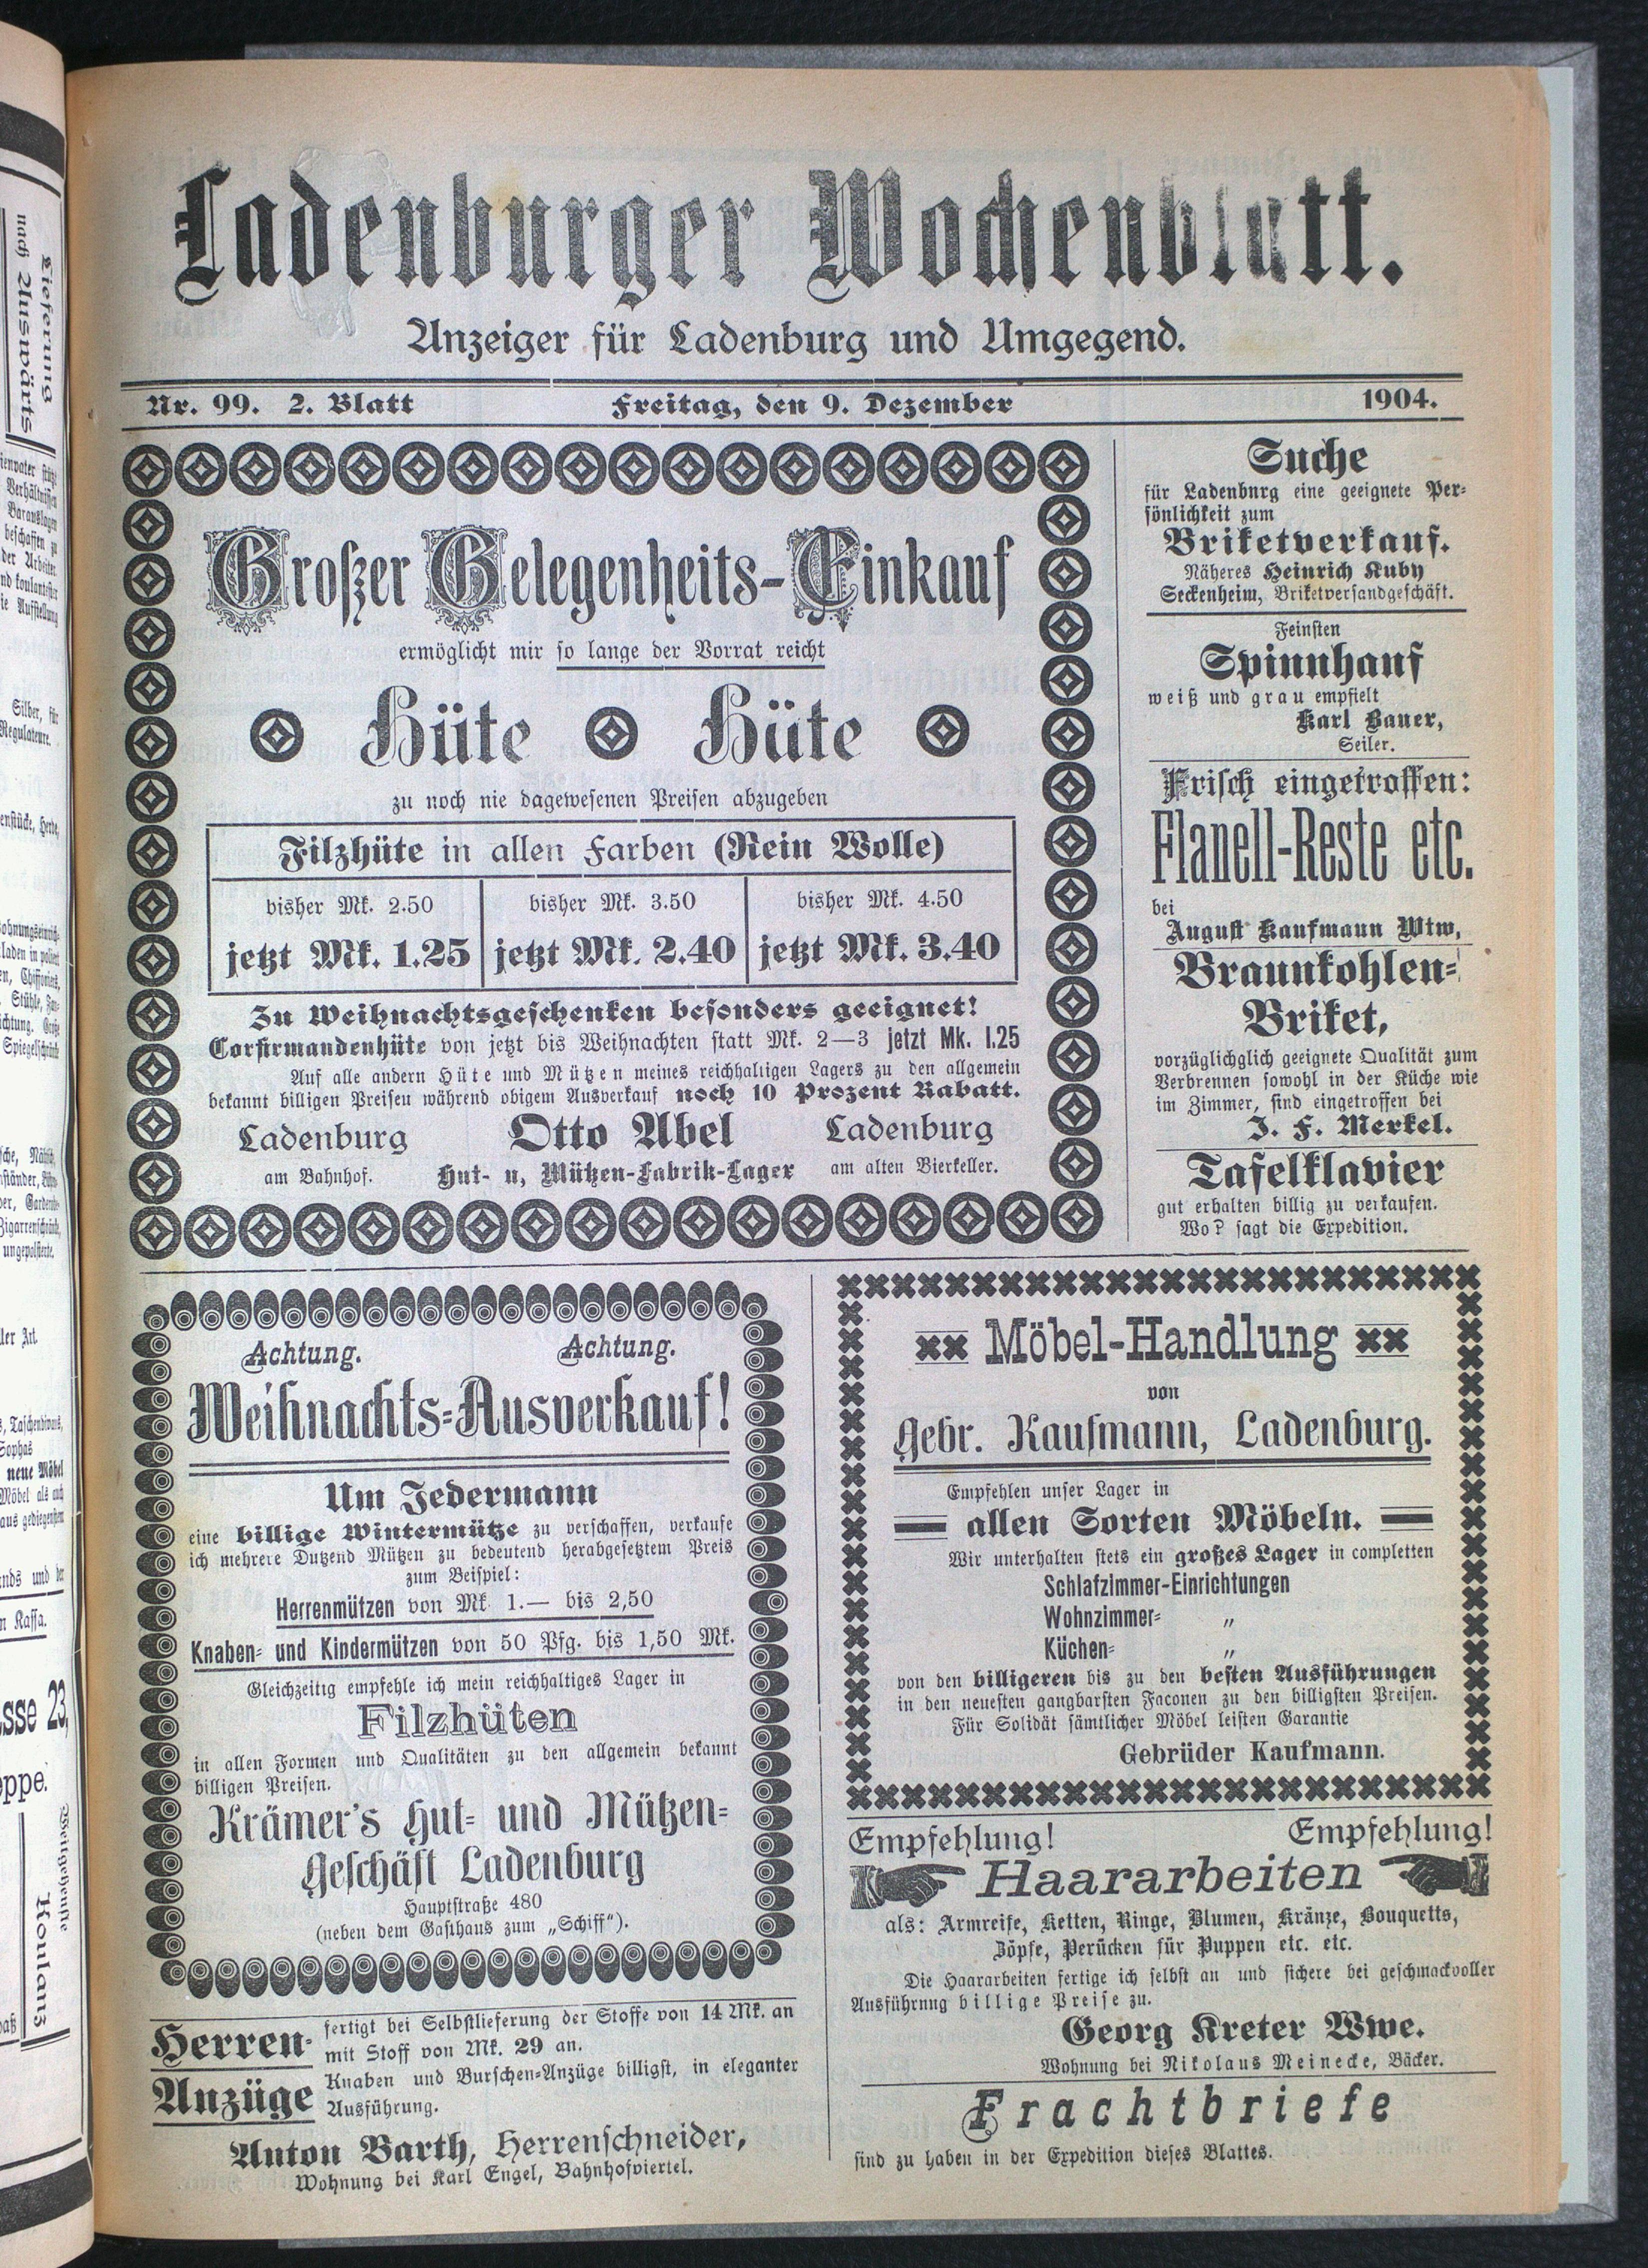 Ladenburger Wochenblatt.
Anzeiger für Ladenburg und Umgegend.
Nr. 99. 2. Blatt Freitag, den 9. Dezember 1904.
Großer Gelegenheits-Einkauf
ermöglicht mir so lange der Vorrat reicht
Hüte Hüte
zu noch nie dagewesenen Preisen abzugeben
Filzhüte in allen Farben (Rein Wolle)
bisher Mk. 2.50 bisher Mk. 3.50 bisher Mk. 4.50
jetzt Mk. 1.25 jetzt Mk. 2.40 jetzt Mk. 3.40
Zu Weihnachtsgeschenken besonders geeignet!
Corfirmandenhüte von jetzt bis Weihnachten statt Mk. 2—3 jetzt Mk. 1.25
Auf alle andern Hüte und Mützen meines reichhaltigen Lagers zu den allgemein
bekannt billigen Preisen während obigem Ausverkauf noch 10 Prozent Rabatt.
Ladenburg Otto Abel Ladenburg
am Bahnhof. Hut- u, Mützen-Fabrik-Lager am alten Bierkeller.
Suche
für Ladenbnrg eine geeignete Per-
sönlichkeit zum
Briketverkauf.
Näheres Heinrich Kuby
Seckenheim, Briketversandgeschäft.
Feinsten
Spinnhanf
weiß und grau empfielt
Karl Bauer,
Seiler.
Frisch eingetroffen:
Flanell-Reste etc.
bei
August Kaufmann Wtw,
Braunkohlen-
Briket,
vorzüglichglich geeignete Qualität zum
Verbrennen sowohl in der Küche wie
im Zimmer, sind eingetroffen bei
J. F. Merkel.
Tafelklavier
gut erhalten billig zu verkaufen.
Wo? sagt die Expedition.
Achtung. Achtung.
Weihnachts-Ausverkauf!
Um Jedermann
eine billige Wintermütze zu verschaffen, verkaufe
ich mehrere Dutzend Mützen zu bedeutend herabgesetztem Preis
zum Beispiel:
Herrenmützen von Mk 1.— bis 2,50
Knaben- und Kindermützen von 50 Pfg. bis 1,50 Mk.
Gleichzeitig empfehle ich mein reichhaltiges Lager in
Filzhüten
in allen Formen und Qualitäten zu den allgemein bekannt
billigen Preisen.
Krämer's Hut- und Mützen-
Geschäft Ladenburg
Hauptstraße 480
(neben dem Gasthaus zum „Schiff“).
Herren-
Anzüge
fertigt bei Selbstlieferung der Stoffe von 14 Mk. an
mit Stoff von Mk. 29 an.
Knaben und Burschen-Anzüge billigst, in eleganter
Ausführung.
Anton Barth, Herrenschneider,
Wohnung bei Karl Engel, Bahnhofviertel.
Möbel-Handlung
von
Gebr. Kaufmann, Ladenburg.
Empfehlen unser Lager in
allen Sorten Möbeln.
Wir unterhalten stets ein großes Lager in completten
Schlafzimmer-Einrichtungen
Wohnzimmer- „
Küchen- „
von den billigeren bis zu den besten Ausführungen
in den neuesten gangbarsten Faconen zu den billigsten Preisen.
Für Solidät sämtlicher Möbel leisten Garantie
Gebrüder Kaufmann.
Empfehlung! Empfehlung!
Haararbeiten
als: Armreife, Ketten, Ringe, Blumen, Kränze, Bouquetts,
Zöpfe, Perücken für Puppen etc. etc.
Die Haararbeiten fertige ich selbst an und sichere bei geschmackvoller
Ausführung billige Preise zu.
Georg Kreter Wwe.
Wohnung bei Nikolaus Meinecke, Bäcker.
Frachtbriefe
sind zu haben in der Expedition dieses Blattes.
Lieferung
nach Auswärts